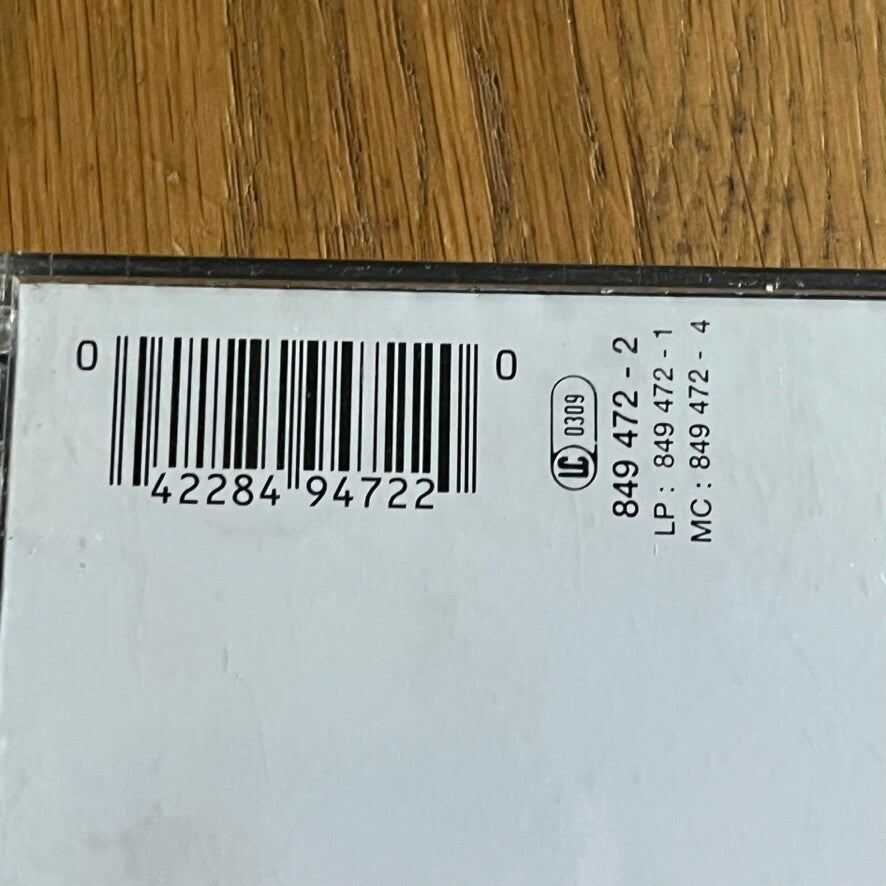 0 42284 94722 0
LC 0309
849 472 - 2
LP : 849 472 - 1
MC : 849 472 - 4